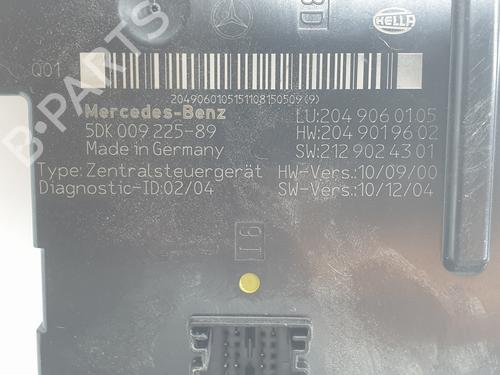 HELLA
Q01
2049060105151108150509(9)
Mercedes-Benz
LU:204 906 01 05
5DK 009 225-89
HW:204 901 96 02
Made in Germany
SW:212 902 43 01
Type: Zentralsteuergerät
HW-Vers.:10/09/00
Diagnostic-ID:02/04
SW-Vers.:10/12/04
B-PARTS